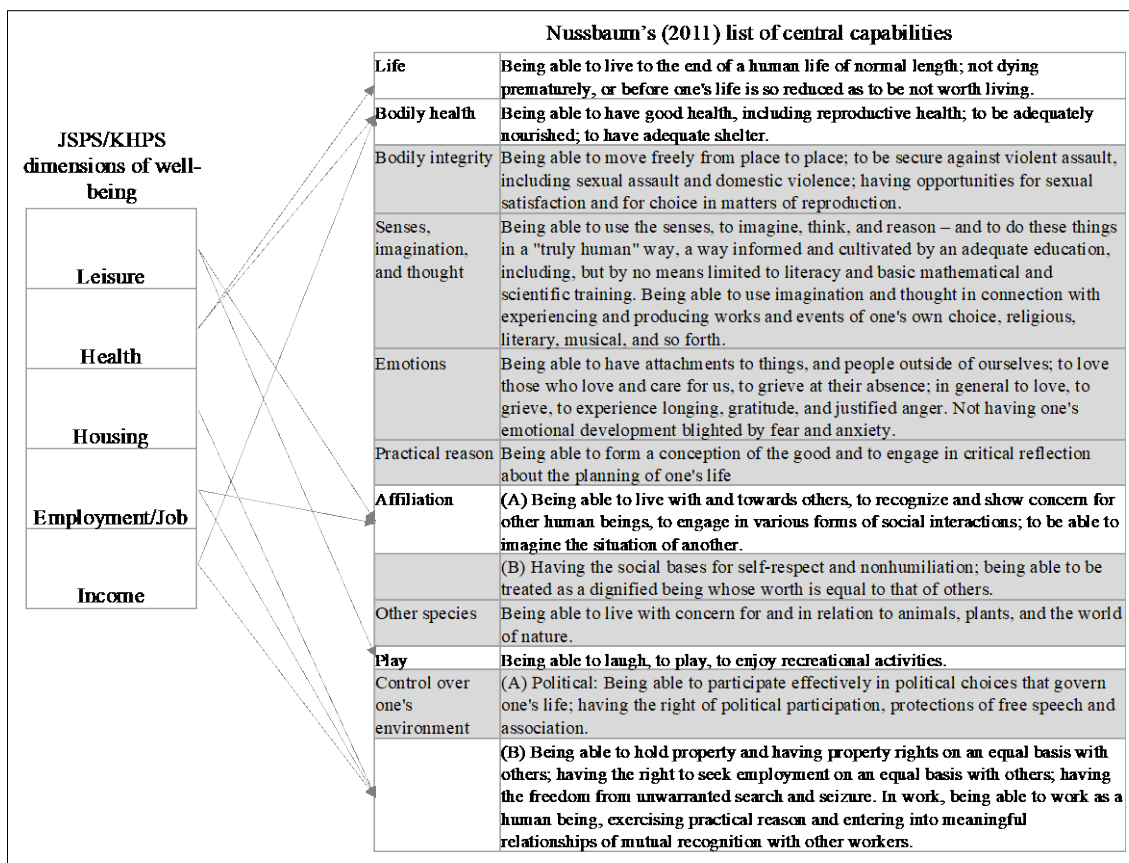 Nussbaum's (2011) list of central capabilities
JSPS/KHPS
dimensions of well-
being
Leisure
Health
Housing
Employment/Job
Income
Life
Being able to live to the end of a human life of normal length; not dying
prematurely, or before one's life is so reduced as to be not worth living.
Bodily health
Being able to have good health, including reproductive health; to be adequately
nourished; to have adequate shelter.
Bodily integrity
Being able to move freely from place to place; to be secure against violent assault,
including sexual assault and domestic violence; having opportunities for sexual
satisfaction and for choice in matters of reproduction.
Senses,
imagination,
and thought
Being able to use the senses, to imagine, think, and reason – and to do these things
in a "truly human" way, a way informed and cultivated by an adequate education,
including, but by no means limited to literacy and basic mathematical and
scientific training. Being able to use imagination and thought in connection with
experiencing and producing works and events of one's own choice, religious,
literary, musical, and so forth.
Emotions
Being able to have attachments to things, and people outside of ourselves; to love
those who love and care for us, to grieve at their absence; in general to love, to
grieve, to experience longing, gratitude, and justified anger. Not having one's
emotional development blighted by fear and anxiety.
Practical reason
Being able to form a conception of the good and to engage in critical reflection
about the planning of one's life
Affiliation
(A) Being able to live with and towards others, to recognize and show concern for
other human beings, to engage in various forms of social interactions; to be able to
imagine the situation of another.
(B) Having the social bases for self-respect and nonhumiliation; being able to be
treated as a dignified being whose worth is equal to that of others.
Other species
Being able to live with concern for and in relation to animals, plants, and the world
of nature.
Play
Being able to laugh, to play, to enjoy recreational activities.
Control over
one's
environment
(A) Political: Being able to participate effectively in political choices that govern
one's life; having the right of political participation, protections of free speech and
association.
(B) Being able to hold property and having property rights on an equal basis with
others; having the right to seek employment on an equal basis with others; having
the freedom from unwarranted search and seizure. In work, being able to work as a
human being, exercising practical reason and entering into meaningful
relationships of mutual recognition with other workers.